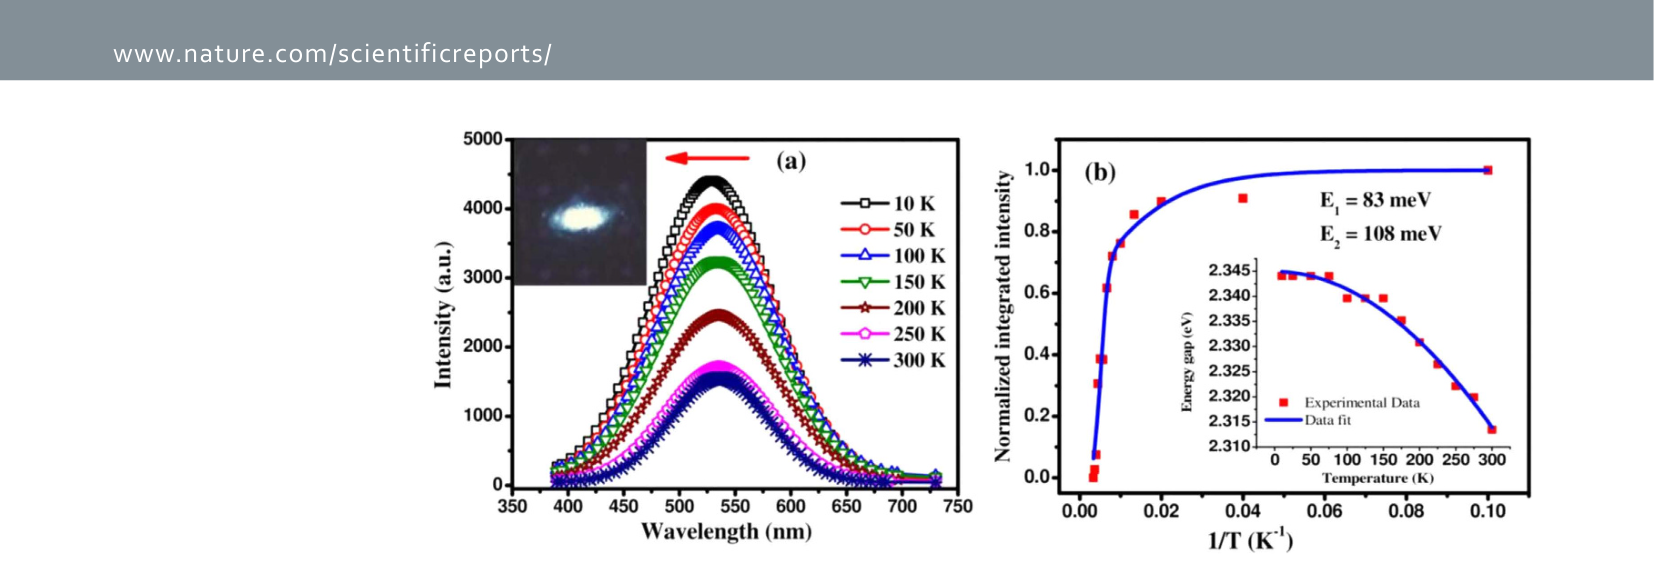 www.nature.com/scientificreports/
5000
4000
3000
2000
1000
0
Intensity (a.u.)
(a)
10 K
50 K
100 K
150 K
200 K
250 K
300 K
350 400 450 500 550 600 650 700 750
Wavelength (nm)
Normalized integrated intensity
1.0
0.8
0.6
0.4
0.2
0.0
(b)
E1 = 83 meV
E2 = 108 meV
Energy gap (eV)
2.345
2.340
2.335
2.330
2.325
2.320
2.315
2.310
Experimental Data
Data fit
0 50 100 150 200 250 300
Temperature (K)
0.00 0.02 0.04 0.06 0.08 0.10
1/T (K-1)